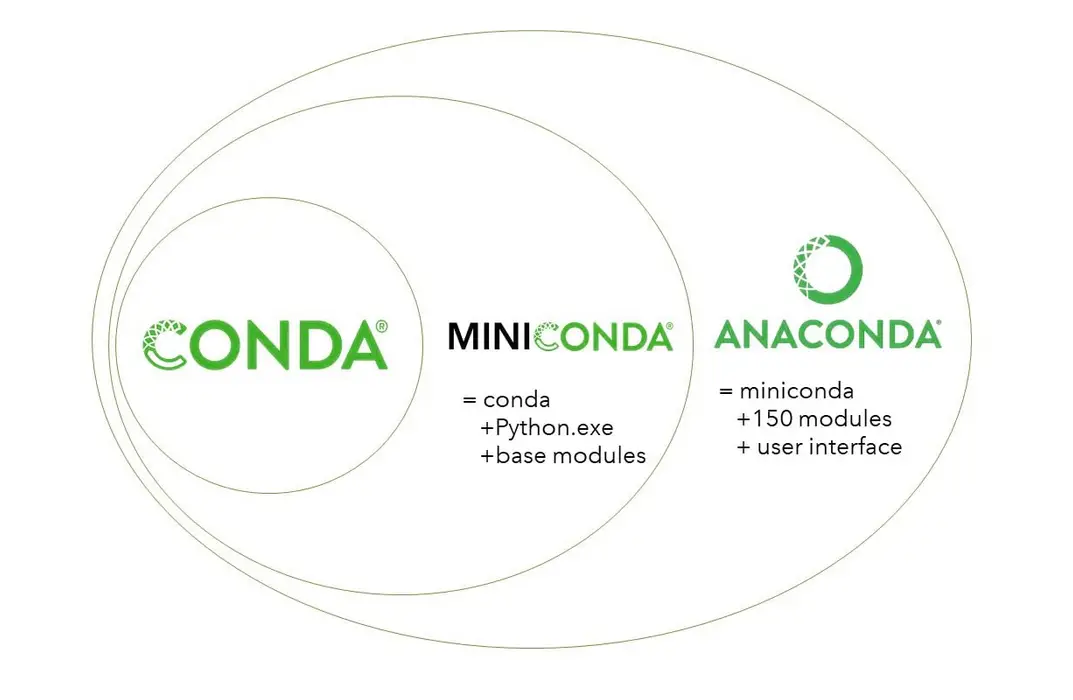 CONDA®
MINICONDA®
= conda
+Python.exe
+base modules
ANACONDA®
= miniconda
+150 modules
+ user interface